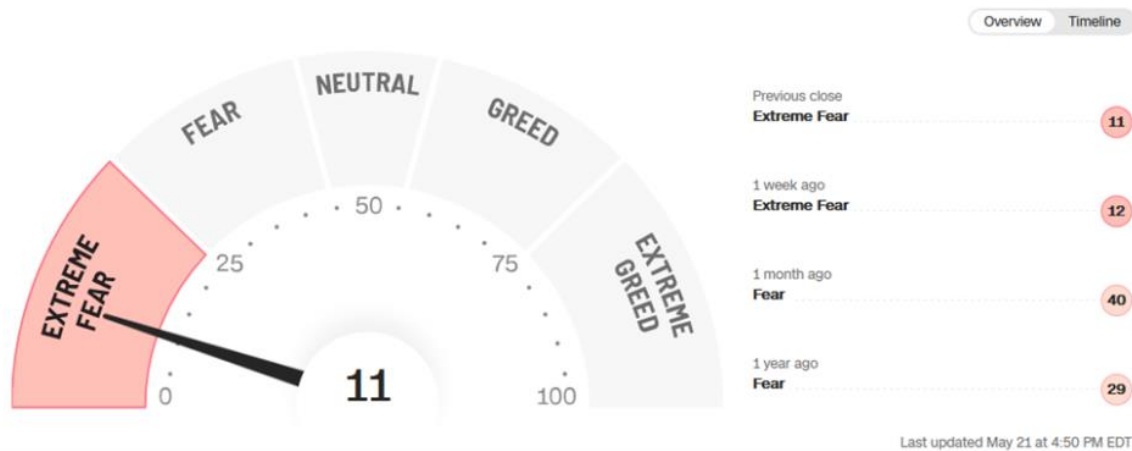 Overview
Timeline
EXTREME
FEAR
FEAR
NEUTRAL
GREED
EXTREME
GREED
0
25
50
75
100
11
Previous close
Extreme Fear
11
1 week ago
Extreme Fear
12
1 month ago
Fear
40
1 year ago
Fear
29
Last updated May 21 at 4:50 PM EDT